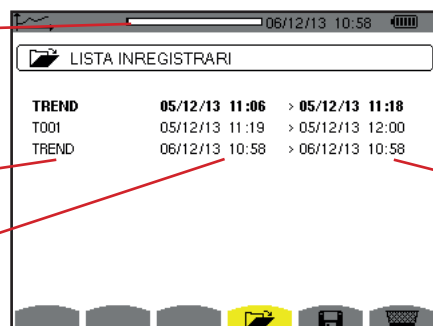 06/12/13 10:58
LISTA INREGISTRARI
TREND 05/12/13 11:06 > 05/12/13 11:18
T001 05/12/13 11:19 > 05/12/13 12:00
TREND 06/12/13 10:58 > 06/12/13 10:58